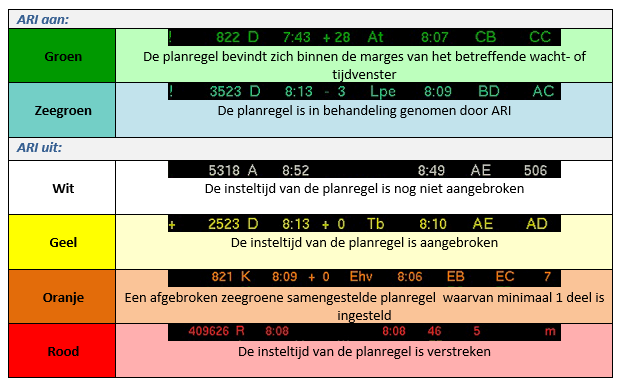 ARI aan:
Groen
! 822 D 7:43 + 28 At 8:07 CB CC
De planregel bevindt zich binnen de marges van het betreffende wacht- of
tijdvenster
Zeegroen
! 3523 D 8:13 - 3 Lpe 8:09 BD AC
De planregel is in behandeling genomen door ARI
ARI uit:
Wit
5318 A 8:52 8:49 AE 506
De insteltijd van de planregel is nog niet aangebroken
Geel
+ 2523 D 8:13 + 0 Tb 8:10 AE AD
De insteltijd van de planregel is aangebroken
Oranje
821 K 8:09 + 0 Ehv 8:06 EB EC 7
Een afgebroken zeegroene samengestelde planregel waarvan minimaal 1 deel is
ingesteld
Rood
409626 R 8:08 8:08 46 5 m
De insteltijd van de planregel is verstreken